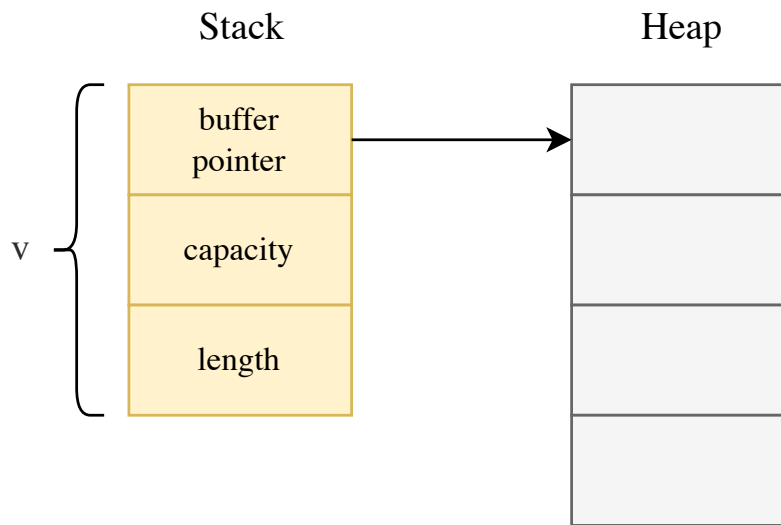 Stack
Heap
buffer
pointer
v
capacity
length